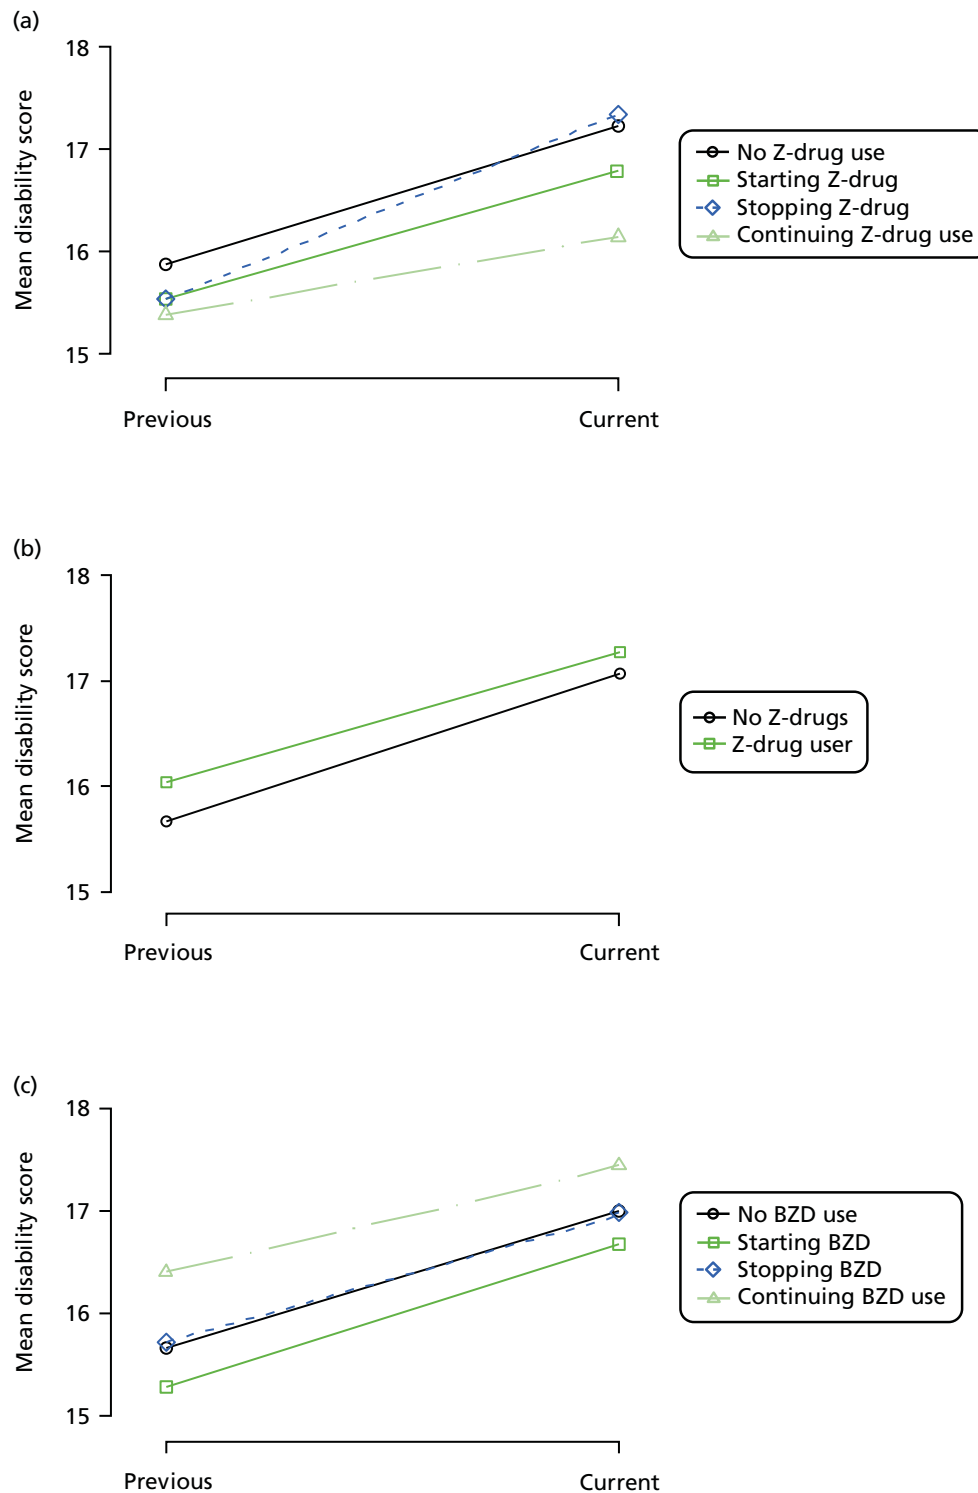 (a)
18
17
16
15
Mean disability score
Previous
Current
No Z-drug use
Starting Z-drug
Stopping Z-drug
Continuing Z-drug use
(b)
18
17
16
15
Mean disability score
Previous
Current
No Z-drugs
Z-drug user
(c)
18
17
16
15
Mean disability score
Previous
Current
No BZD use
Starting BZD
Stopping BZD
Continuing BZD use